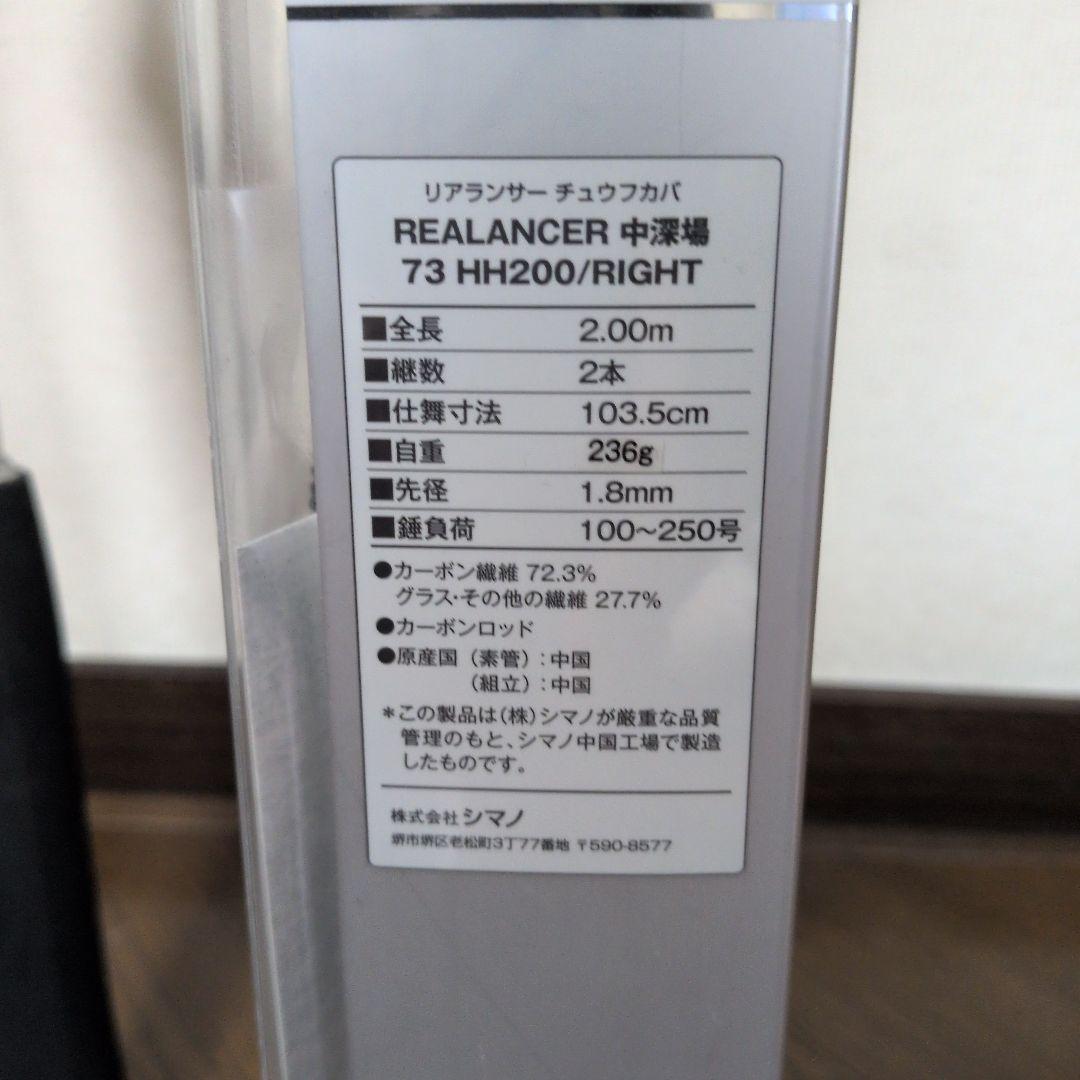 リアランサー チュウフカバ
REALANCER 中深場
73 HH200/RIGHT
■全長 2.00m
■継数 2本
■仕舞寸法 103.5cm
■自重 236g
■先径 1.8mm
■錘負荷 100～250号
●カーボン繊維 72.3%
グラス・その他の繊維 27.7%
●カーボンロッド
●原産国（素管）：中国
（組立）：中国
＊この製品は(株)シマノが厳重な品質
管理のもと、シマノ中国工場で製造
したものです。
株式会社シマノ
堺市堺区老松町3丁77番地 〒590-8577